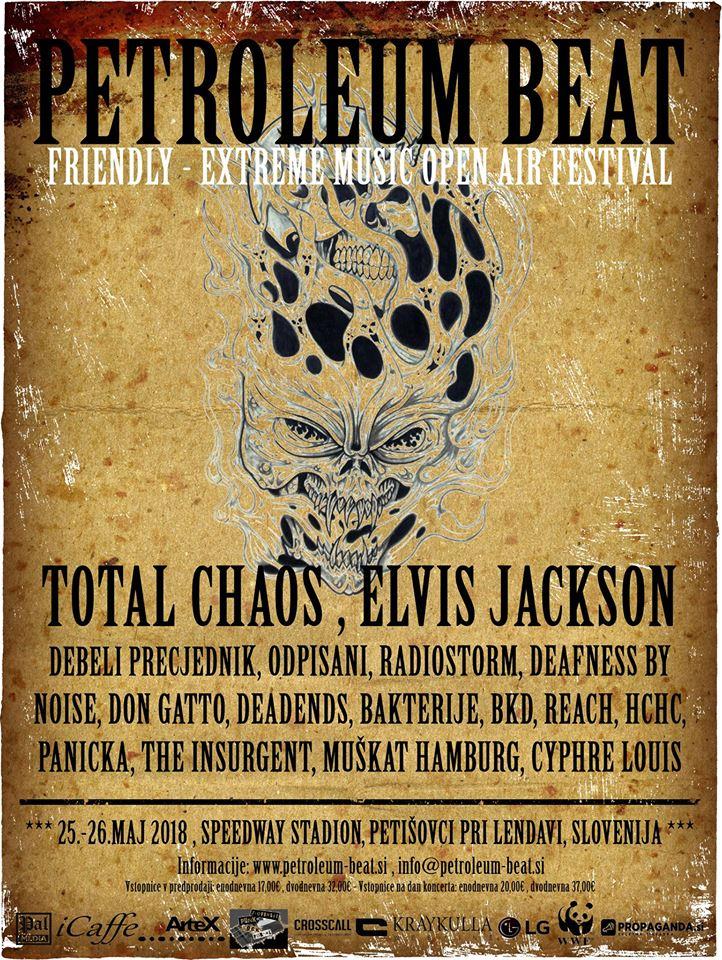 PETROLEUM BEAT
FRIENDLY - EXTREME MUSIC OPEN AIR FESTIVAL
TOTAL CHAOS , ELVIS JACKSON
DEBELI PRECJEDNIK, ODPISANI, RADIOSTORM, DEAFNESS BY
NOISE, DON GATTO, DEADENDS, BAKTERIJE, BKD, REACH, HCHC,
PANICKA, THE INSURGENT, MUŠKAT HAMBURG, CYPHRE LOUIS
*** 25.-26.MAJ 2018 , SPEEDWAY STADION, PETIŠOVCI PRI LENDAVI, SLOVENIJA ***
Informacije: www.petroleum-beat.si , info@petroleum-beat.si
Vstopnice v predprodaji: enodnevna 17,00€ , dvodnevna 32,00€- Vstopnice na dan koncerta: enodnevna 20,00€ , dvodnevna 37,00€
Pal MEDIA iCaffe ArteX CROSSCALL KRAYKULLA LG WWF PROPAGANDA.si